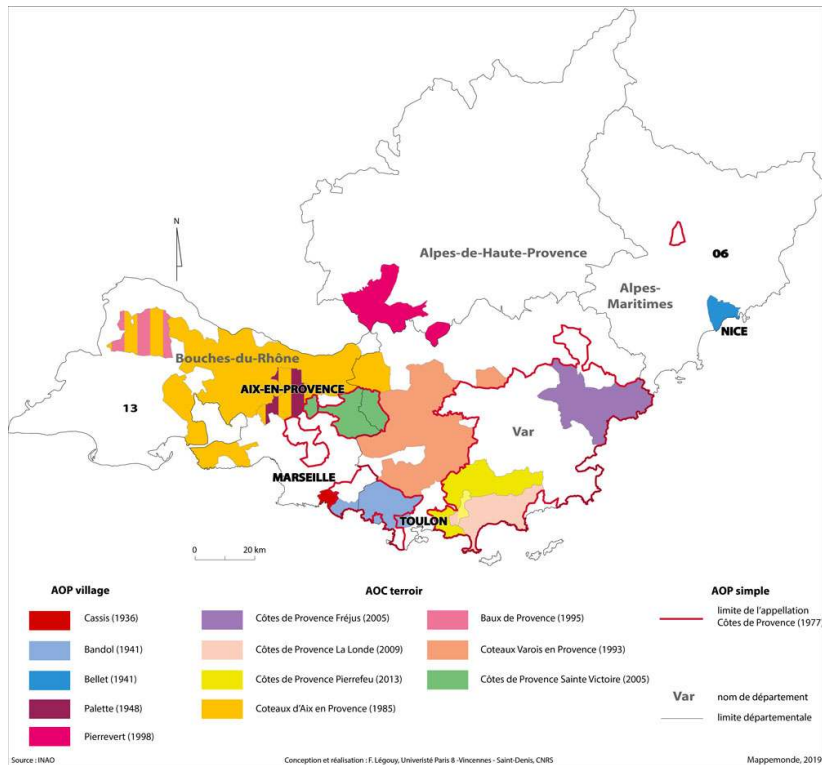 N
Alpes-de-Haute-Provence
06
Alpes-
Maritimes
NICE
Bouches-du-Rhône
AIX-EN-PROVENCE
13
Var
MARSEILLE
TOULON
0 20 km
AOP village
AOC terroir
AOP simple
Cassis (1936)
Bandol (1941)
Bellet (1941)
Palette (1948)
Pierrevert (1998)
Côtes de Provence Fréjus (2005)
Côtes de Provence La Londe (2009)
Côtes de Provence Pierrefeu (2013)
Coteaux d'Aix en Provence (1985)
Baux de Provence (1995)
Coteaux Varois en Provence (1993)
Côtes de Provence Sainte Victoire (2005)
limite de l'appellation
Côtes de Provence (1977)
Var nom de département
limite départementale
Source : INAO
Conception et réalisation : F. Légouy, Univeristé Paris 8 -Vincennes - Saint-Denis, CNRS
Mappemonde, 2019